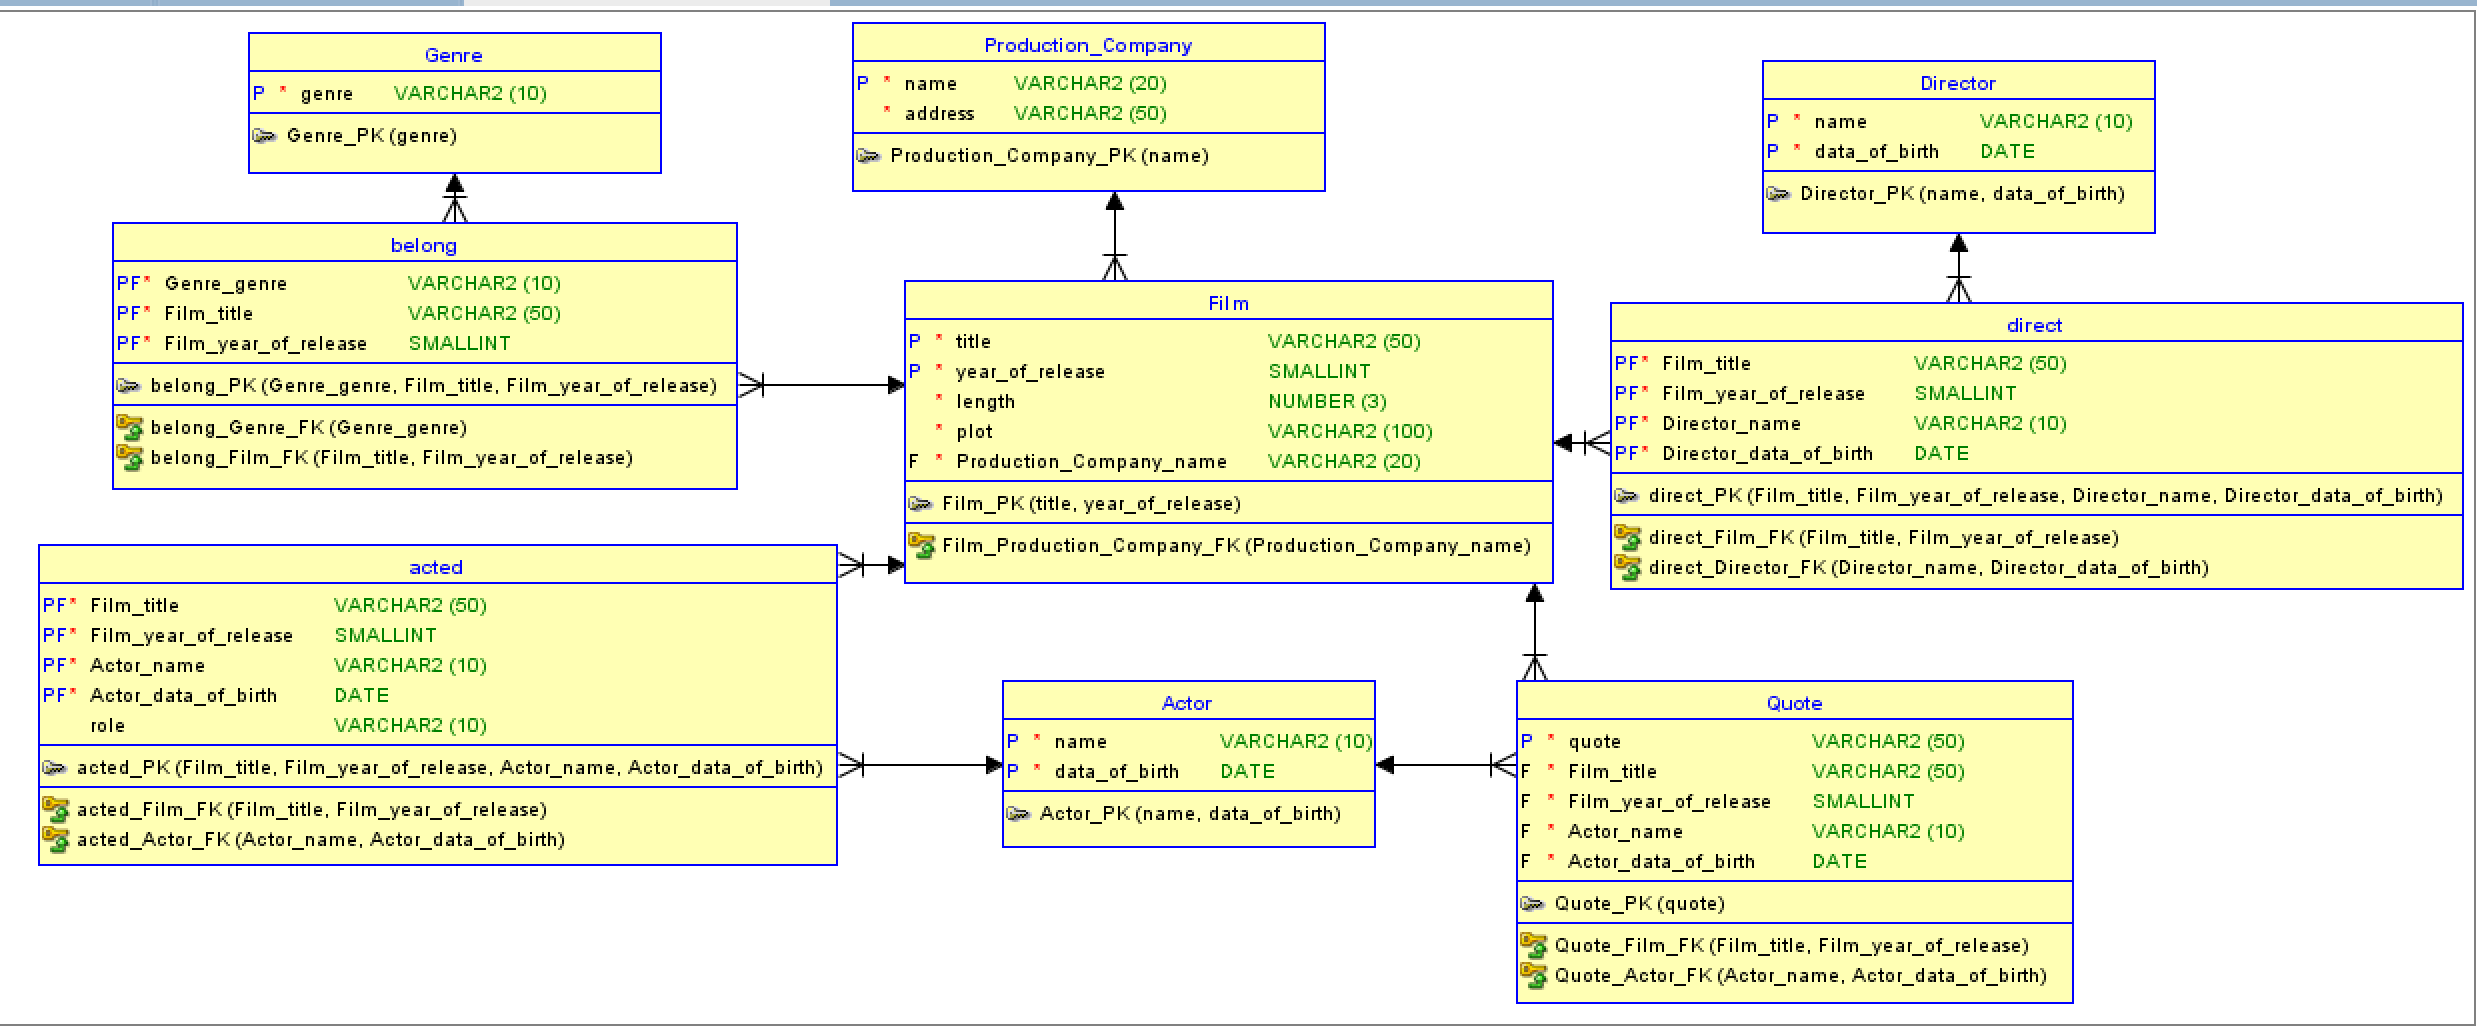 Genre
P * genre VARCHAR2 (10)
Genre_PK (genre)
Production_Company
P * name VARCHAR2 (20)
* address VARCHAR2 (50)
Production_Company_PK (name)
Director
P * name VARCHAR2 (10)
P * data_of_birth DATE
Director_PK (name, data_of_birth)
belong
PF* Genre_genre VARCHAR2 (10)
PF* Film_title VARCHAR2 (50)
PF* Film_year_of_release SMALLINT
belong_PK (Genre_genre, Film_title, Film_year_of_release)
belong_Genre_FK (Genre_genre)
belong_Film_FK (Film_title, Film_year_of_release)
Film
P * title VARCHAR2 (50)
P * year_of_release SMALLINT
* length NUMBER (3)
* plot VARCHAR2 (100)
F * Production_Company_name VARCHAR2 (20)
Film_PK (title, year_of_release)
Film_Production_Company_FK (Production_Company_name)
direct
PF* Film_title VARCHAR2 (50)
PF* Film_year_of_release SMALLINT
PF* Director_name VARCHAR2 (10)
PF* Director_data_of_birth DATE
direct_PK (Film_title, Film_year_of_release, Director_name, Director_data_of_birth)
direct_Film_FK (Film_title, Film_year_of_release)
direct_Director_FK (Director_name, Director_data_of_birth)
acted
PF* Film_title VARCHAR2 (50)
PF* Film_year_of_release SMALLINT
PF* Actor_name VARCHAR2 (10)
PF* Actor_data_of_birth DATE
role VARCHAR2 (10)
acted_PK (Film_title, Film_year_of_release, Actor_name, Actor_data_of_birth)
acted_Film_FK (Film_title, Film_year_of_release)
acted_Actor_FK (Actor_name, Actor_data_of_birth)
Actor
P * name VARCHAR2 (10)
P * data_of_birth DATE
Actor_PK (name, data_of_birth)
Quote
P * quote VARCHAR2 (50)
F * Film_title VARCHAR2 (50)
F * Film_year_of_release SMALLINT
F * Actor_name VARCHAR2 (10)
F * Actor_data_of_birth DATE
Quote_PK (quote)
Quote_Film_FK (Film_title, Film_year_of_release)
Quote_Actor_FK (Actor_name, Actor_data_of_birth)